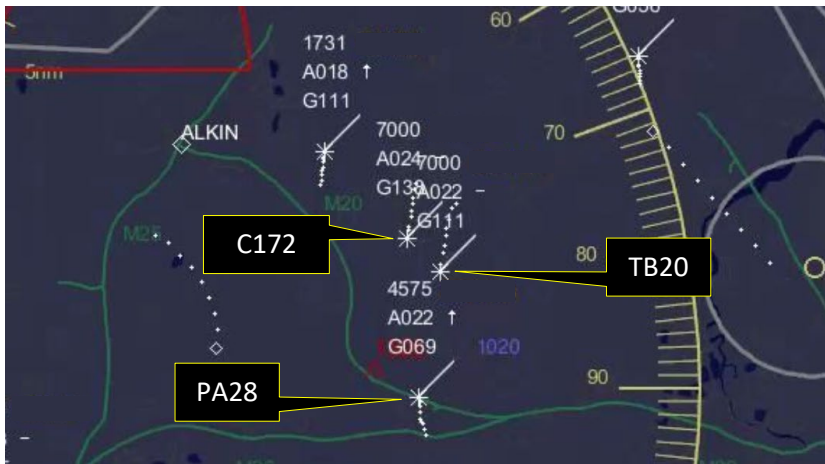 60
5nm
1731
A018 ↑
G111
ALKIN
7000
A024 -
G138
7000
A022 -
G111
70
M20
M25
C172
80
TB20
4575
A022 ↑
G069
1020
PA28
90